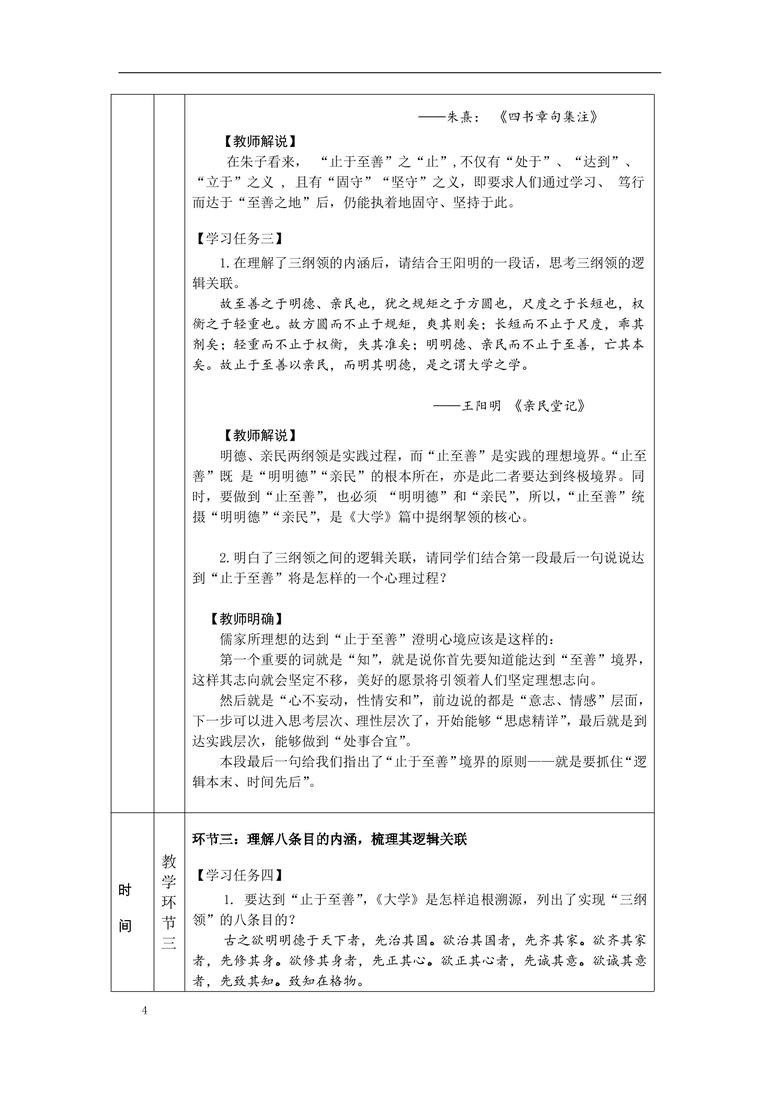 ——朱熹： 《四书章句集注》
【教师解说】
在朱子看来， “止于至善”之“止”,不仅有“处于”、“达到”、
“立于”之义 ，且有“固守”“坚守”之义，即要求人们通过学习、 笃行
而达于“至善之地”后，仍能执着地固守、坚持于此。
【学习任务三】
1.在理解了三纲领的内涵后，请结合王阳明的一段话，思考三纲领的逻
辑关联。
故至善之于明德、亲民也，犹之规矩之于方圆也，尺度之于长短也，权
衡之于轻重也。故方圆而不止于规矩，爽其则矣；长短而不止于尺度，乖其
剂矣；轻重而不止于权衡，失其准矣；明明德、亲民而不止于至善，亡其本
矣。故止于至善以亲民，而明其明德，是之谓大学之学。
——王阳明 《亲民堂记》
【教师解说】
明德、亲民两纲领是实践过程，而“止至善”是实践的理想境界。“止至
善”既 是“明明德”“亲民”的根本所在，亦是此二者要达到终极境界。同
时，要做到“止至善”，也必须 “明明德”和“亲民”，所以，“止至善”统
摄“明明德”“亲民”，是《大学》篇中提纲挈领的核心。
2.明白了三纲领之间的逻辑关联，请同学们结合第一段最后一句说说达
到“止于至善”将是怎样的一个心理过程？
【教师明确】
儒家所理想的达到“止于至善”澄明心境应该是这样的：
第一个重要的词就是“知”，就是说你首先要知道能达到“至善”境界，
这样其志向就会坚定不移，美好的愿景将引领着人们坚定理想志向。
然后就是“心不妄动，性情安和”，前边说的都是“意志、情感”层面，
下一步可以进入思考层次、理性层次了，开始能够“思虑精详”，最后就是到
达实践层次，能够做到“处事合宜”。
本段最后一句给我们指出了“止于至善”境界的原则——就是要抓住“逻
辑本末、时间先后”。
时
间
教
学
环
节
三
环节三：理解八条目的内涵，梳理其逻辑关联
【学习任务四】
1. 要达到“止于至善”，《大学》是怎样追根溯源，列出了实现“三纲
领”的八条目的？
古之欲明明德于天下者，先治其国。欲治其国者，先齐其家。欲齐其家
者，先修其身。欲修其身者，先正其心。欲正其心者，先诚其意。欲诚其意
者，先致其知。致知在格物。
4